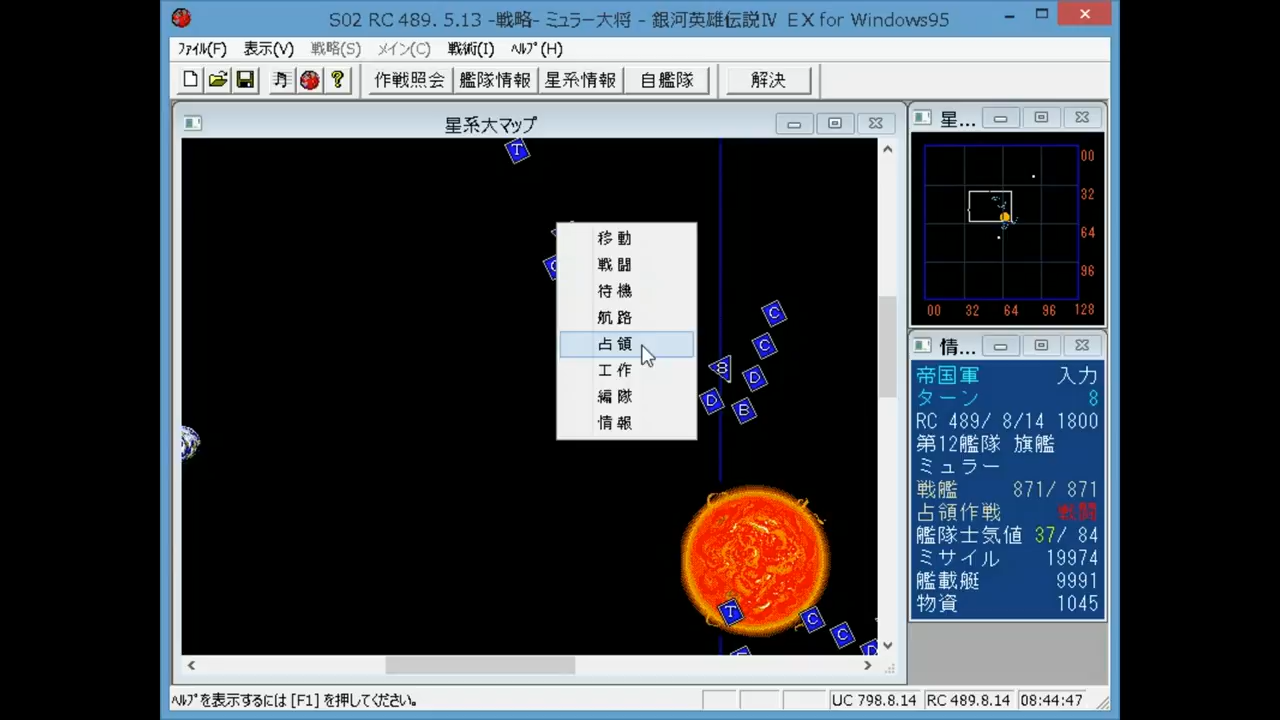 S02 RC 489. 5.13 -戦略- ミュラー大将 - 銀河英雄伝説Ⅳ EX for Windows95
ﾌｧｲﾙ(F) 表示(V) 戦略(S) メイン(C) 戦術(I) ﾍﾙﾌﾟ(H)
作戦照会 艦隊情報 星系情報 自艦隊 解決
星系大マップ
T
移動
戦闘
待機
航路
占領
工作
編隊
情報
C
C
8
D
D
B
T
C
C
D
星...
00
32
64
96
00 32 64 96 128
情...
帝国軍 入力
ターン 8
RC 489/ 8/14 1800
第12艦隊 旗艦
ミュラー
戦艦 871/ 871
占領作戦 戦闘
艦隊士気値 37/ 84
ミサイル 19974
艦載艇 9991
物資 1045
ﾍﾙﾌﾟを表示するには [F1] を押してください。
UC 798.8.14 RC 489.8.14 08:44:47